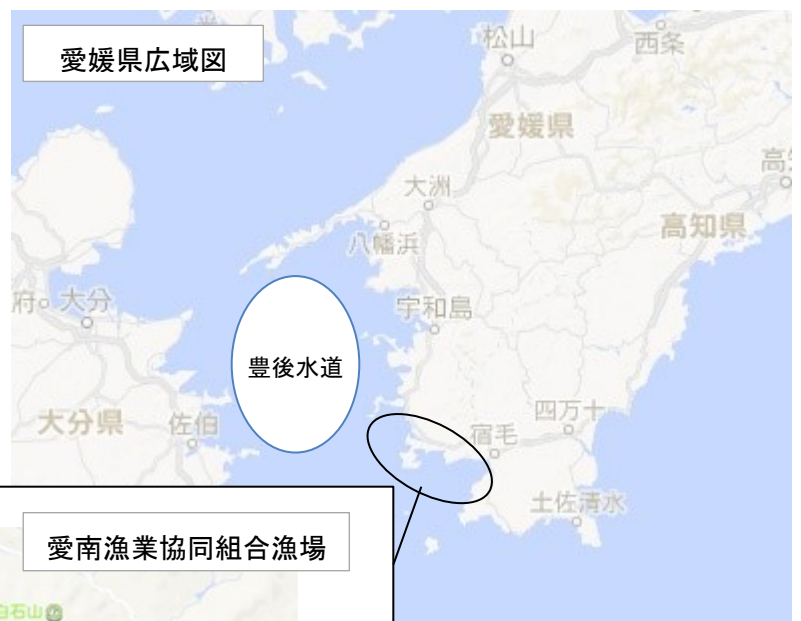 愛媛県広域図
松山
西条
愛媛県
大洲
高知県
八幡浜
大分
宇和島
豊後水道
大分県
佐伯
四万十
宿毛
土佐清水
愛南漁業協同組合漁場
白石山